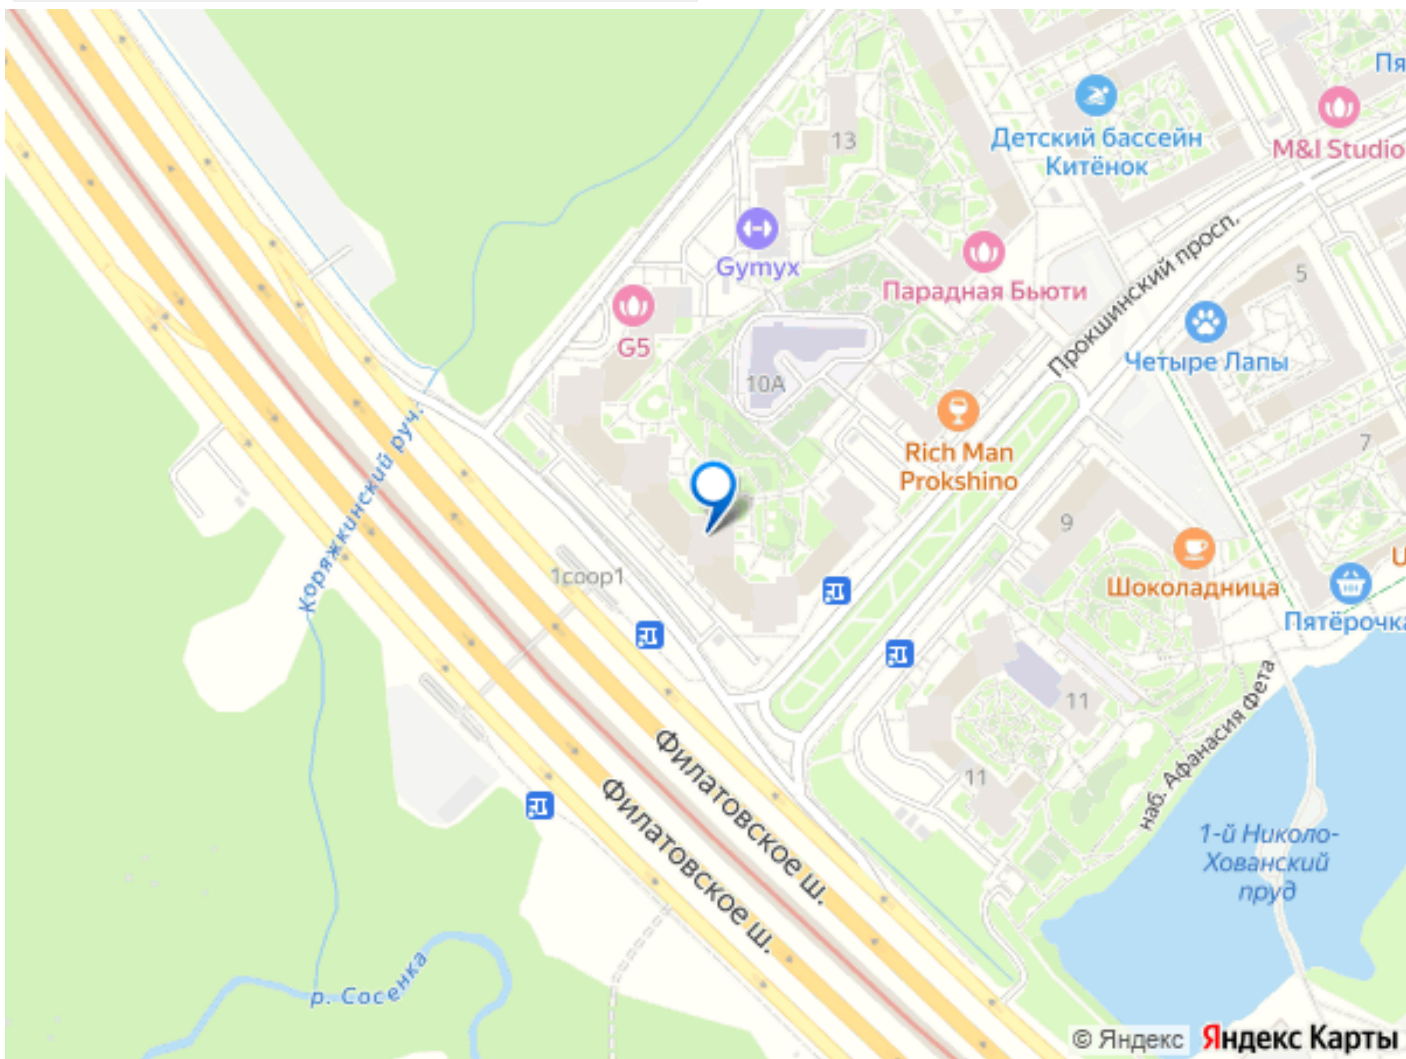 Пя
13
Детский бассейн
Китёнок
M&I Studio
Gymyx
Парадная Бьюти
Прокшинский просп.
5
G5
Четыре Лапы
10А
Rich Man
Prokshino
7
Коряжкинский руч.
9
1соор1
Шоколадница
U
Пятёрочка
11
наб. Афанасия Фета
11
Филатовское ш.
Филатовское ш.
1-й Николо-
Хованский
пруд
р. Сосенка
© Яндекс Яндекс Карты